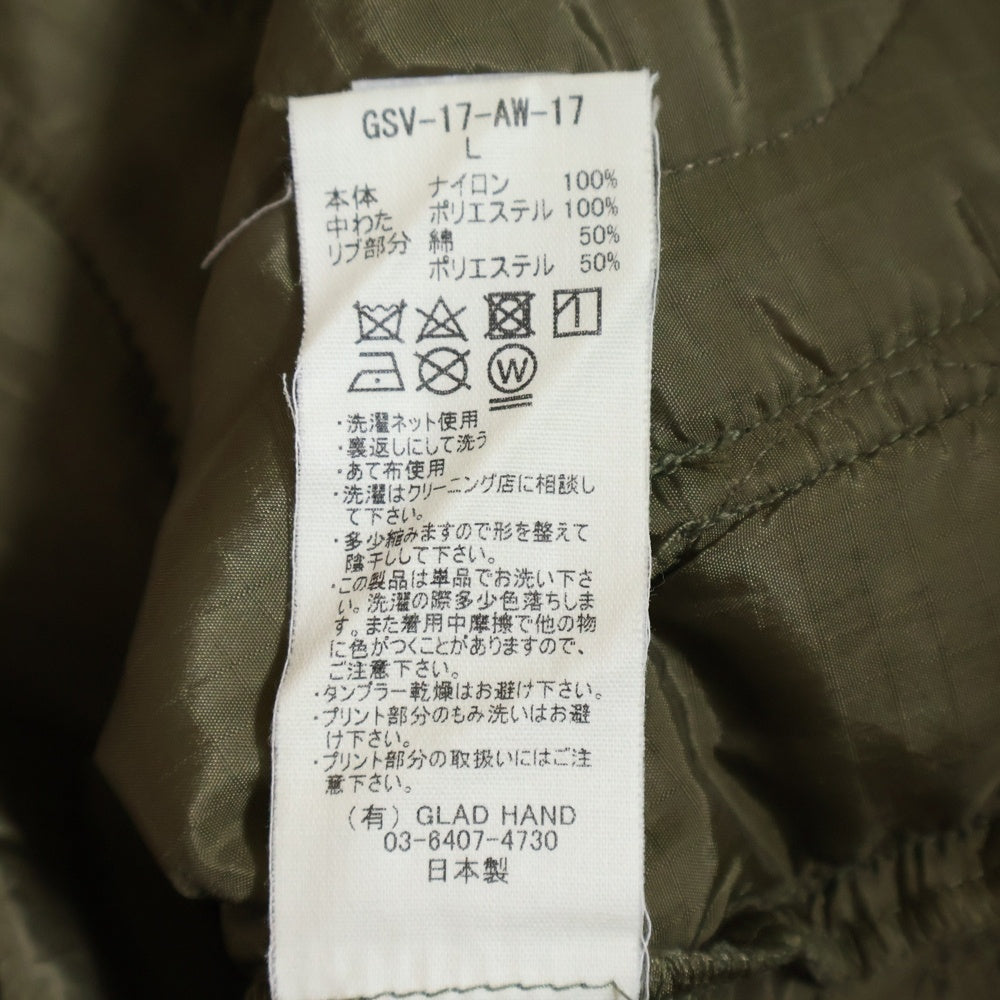 GSV-17-AW-17
L
本体 ナイロン 100%
中わた ポリエステル 100%
リブ部分 綿 50%
ポリエステル 50%
W
・洗濯ネット使用
・裏返しにして洗う
・あて布使用
・洗濯はクリーニング店に相談し
て下さい。
・多少縮みますので形を整えて
陰干しして下さい。
・この製品は単品でお洗い下さ
い。洗濯の際多少色落ちしま
す。また着用中摩擦で他の物
に色がつくことがありますので、
ご注意下さい。
・タンブラー乾燥はお避け下さい。
・プリント部分のもみ洗いはお避
け下さい。
・プリント部分の取扱いにはご注
意下さい。
（有）GLAD HAND
03-6407-4730
日本製